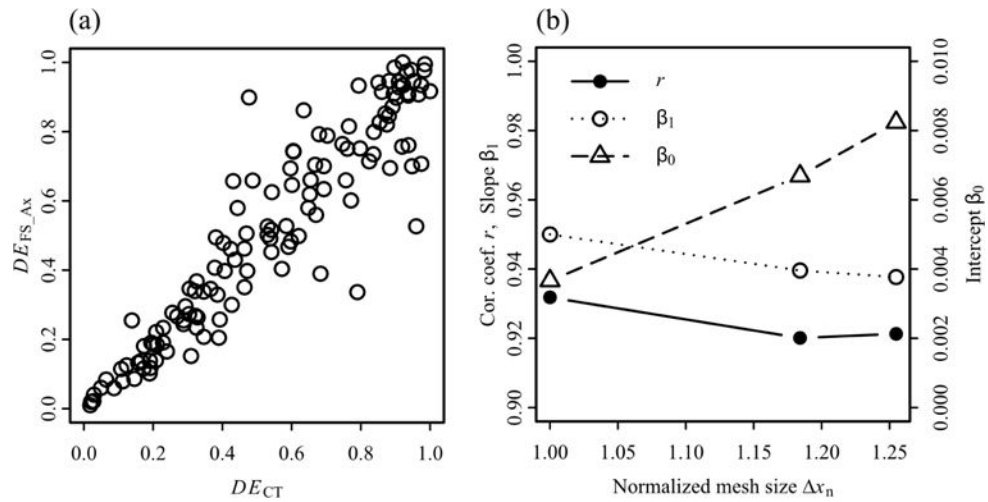 (a)
DE_FS_Ax
1.0
0.8
0.6
0.4
0.2
0.0
0.0 0.2 0.4 0.6 0.8 1.0
DE_CT
(b)
r
β₁
β₀
Cor. coef. r, Slope β₁
1.00
0.98
0.96
0.94
0.92
0.90
Intercept β₀
0.010
0.008
0.006
0.004
0.002
0.000
1.00 1.05 1.10 1.15 1.20 1.25
Normalized mesh size Δxₙ